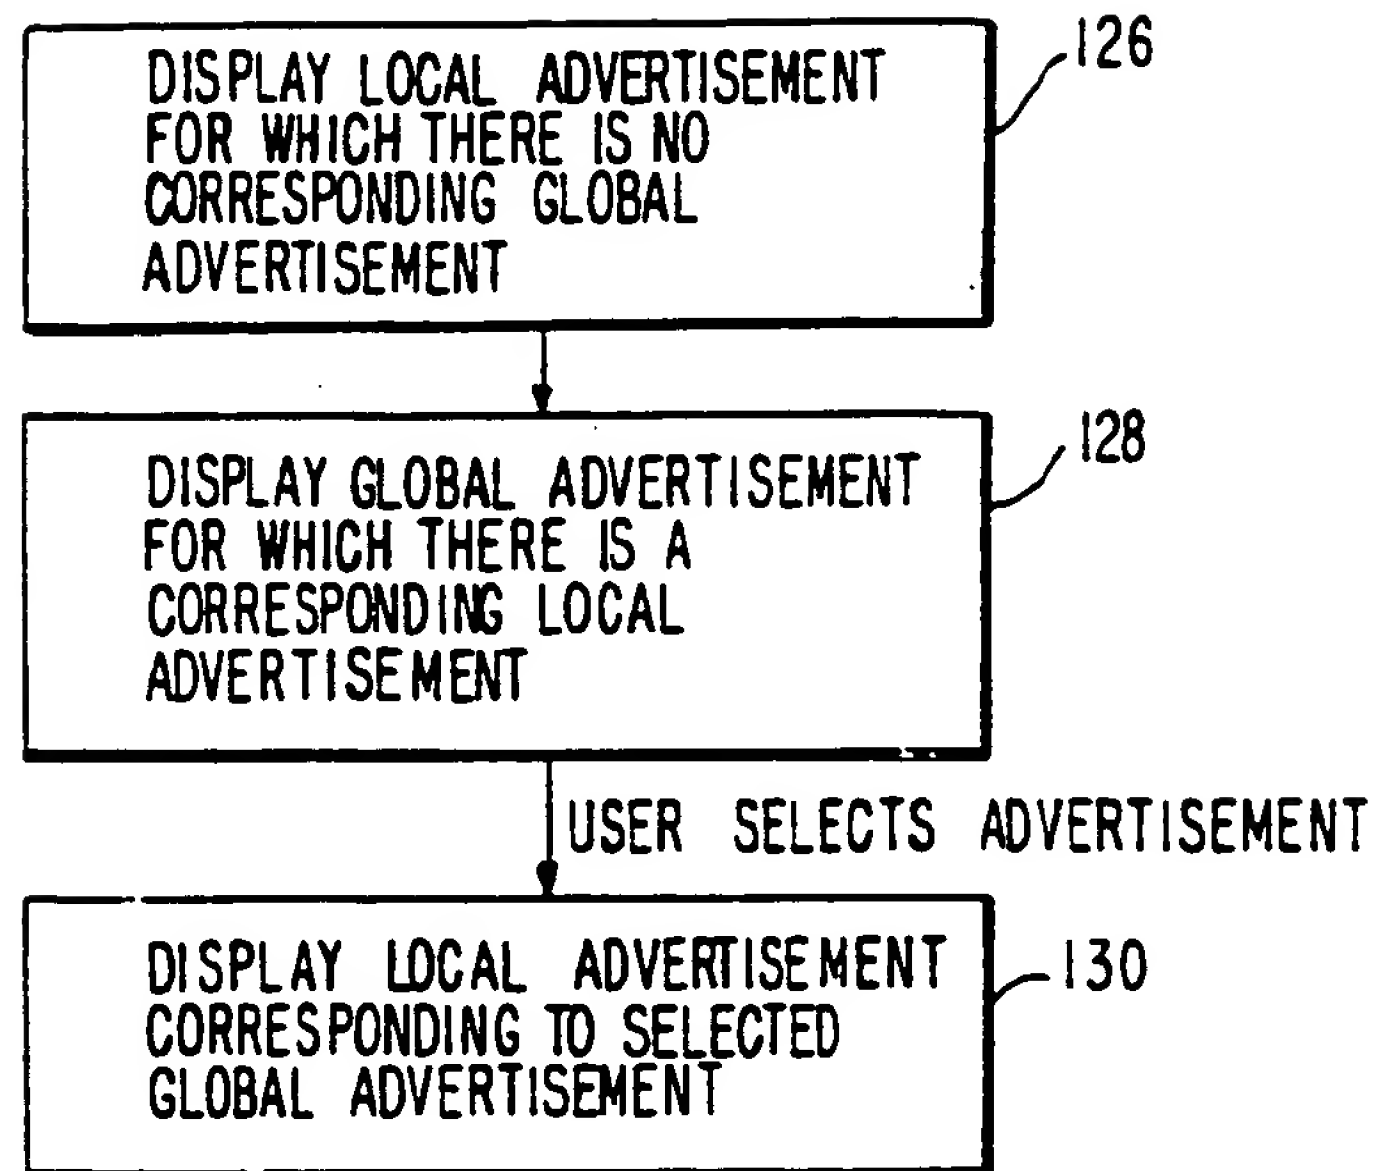 126
DISPLAY LOCAL ADVERTISEMENT
FOR WHICH THERE IS NO
CORRESPONDING GLOBAL
ADVERTISEMENT
128
DISPLAY GLOBAL ADVERTISEMENT
FOR WHICH THERE IS A
CORRESPONDING LOCAL
ADVERTISEMENT
USER SELECTS ADVERTISEMENT
130
DISPLAY LOCAL ADVERTISEMENT
CORRESPONDING TO SELECTED
GLOBAL ADVERTISEMENT